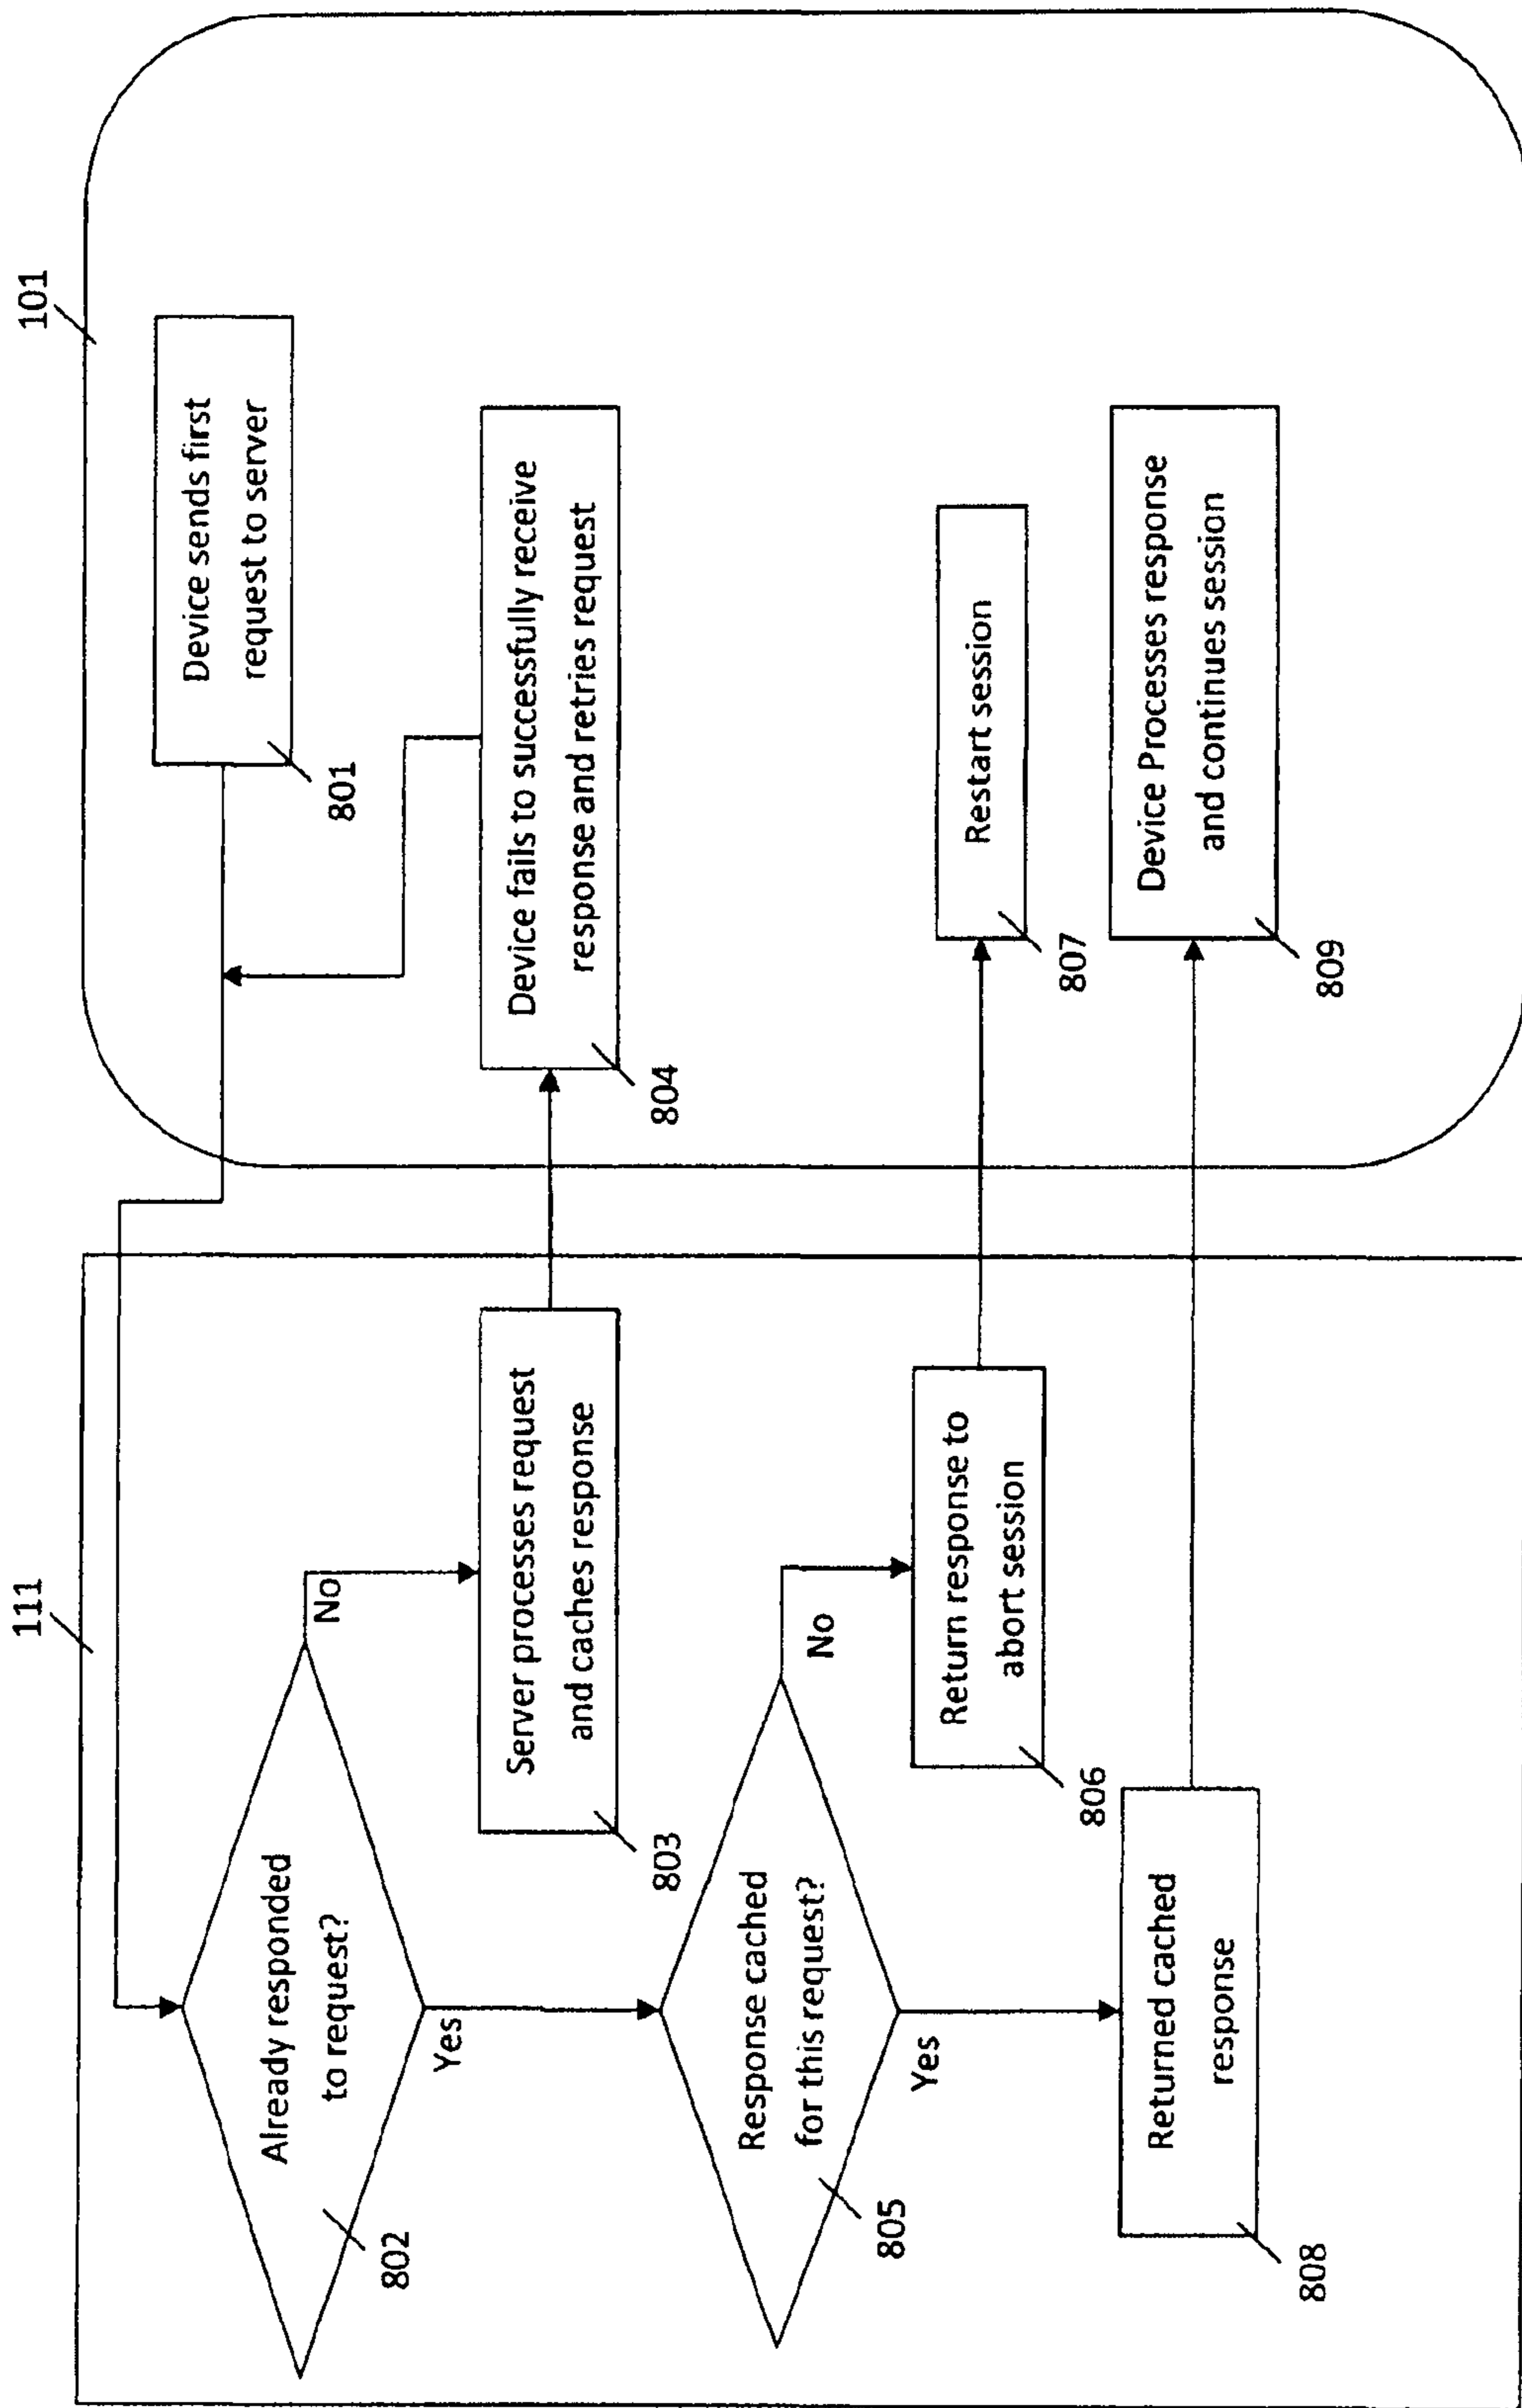 111
101
Device sends first
request to server
801
Already responded
to request?
802
No
Yes
Server processes request
and caches response
803
Device fails to successfully receive
response and retries request
804
Response cached
for this request?
805
No
Yes
Return response to
abort session
806
Restart session
807
Returned cached
response
808
Device Processes response
and continues session
809